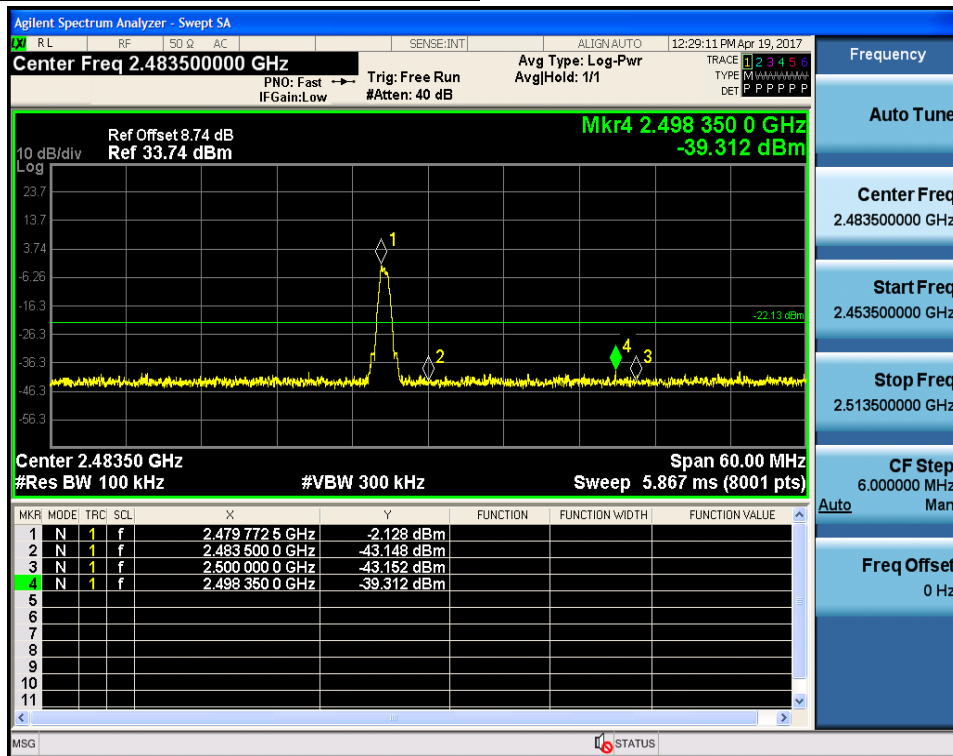 Agilent Spectrum Analyzer - Swept SA
LXI RL RF 50 Ω AC SENSE:INT ALIGN AUTO 12:29:11 PM Apr 19, 2017
Center Freq 2.483500000 GHz
PNO: Fast
IFGain:Low
Trig: Free Run
#Atten: 40 dB
Avg Type: Log-Pwr
Avg|Hold: 1/1
TRACE 1 2 3 4 5 6
TYPE M W W W W W
DET P P P P P P
Mkr4 2.498 350 0 GHz
-39.312 dBm
Ref Offset 8.74 dB
10 dB/div Ref 33.74 dBm
Log
23.7
13.7
3.74
-6.26
-16.3
-26.3
-36.3
-46.3
-56.3
1
2
4
3
-22.13 dBm
Center 2.48350 GHz Span 60.00 MHz
#Res BW 100 kHz #VBW 300 kHz Sweep 5.867 ms (8001 pts)
MKR MODE TRC SCL X Y FUNCTION FUNCTION WIDTH FUNCTION VALUE
1 N 1 f 2.479 772 5 GHz -2.128 dBm
2 N 1 f 2.483 500 0 GHz -43.148 dBm
3 N 1 f 2.500 000 0 GHz -43.152 dBm
4 N 1 f 2.498 350 0 GHz -39.312 dBm
5
6
7
8
9
10
11
MSG STATUS
Frequency
Auto Tune
Center Freq
2.483500000 GHz
Start Freq
2.453500000 GHz
Stop Freq
2.513500000 GHz
CF Step
6.000000 MHz
Auto Man
Freq Offset
0 Hz